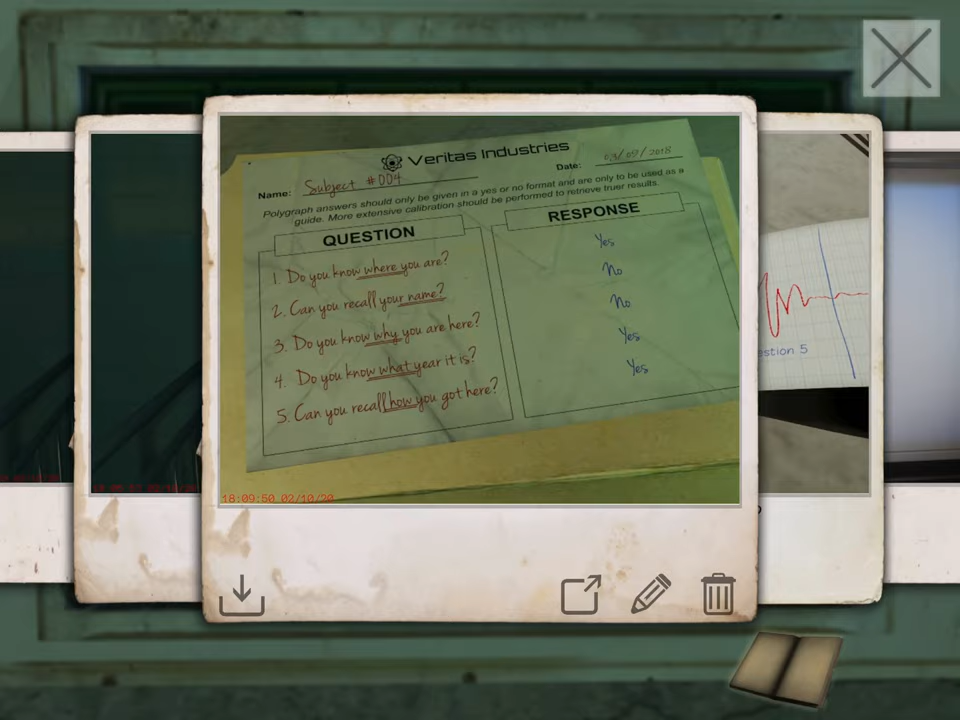 Veritas Industries
Name: Subject #004 Date: 03/09/2018
Polygraph answers should only be given in a yes or no format and are only to be used as a
guide. More extensive calibration should be performed to retrieve truer results.
QUESTION RESPONSE
1. Do you know where you are? Yes
2. Can you recall your name? No
3. Do you know why you are here? No
4. Do you know what year it is? Yes
5. Can you recall how you got here? Yes
estion 5
18:09:50 02/10/20